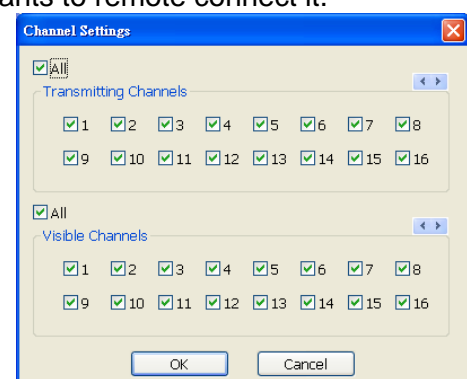 to remote connect it.
Channel Settings
All
Transmitting Channels
1 2 3 4 5 6 7 8
9 10 11 12 13 14 15 16
All
Visible Channels
1 2 3 4 5 6 7 8
9 10 11 12 13 14 15 16
OK Cancel